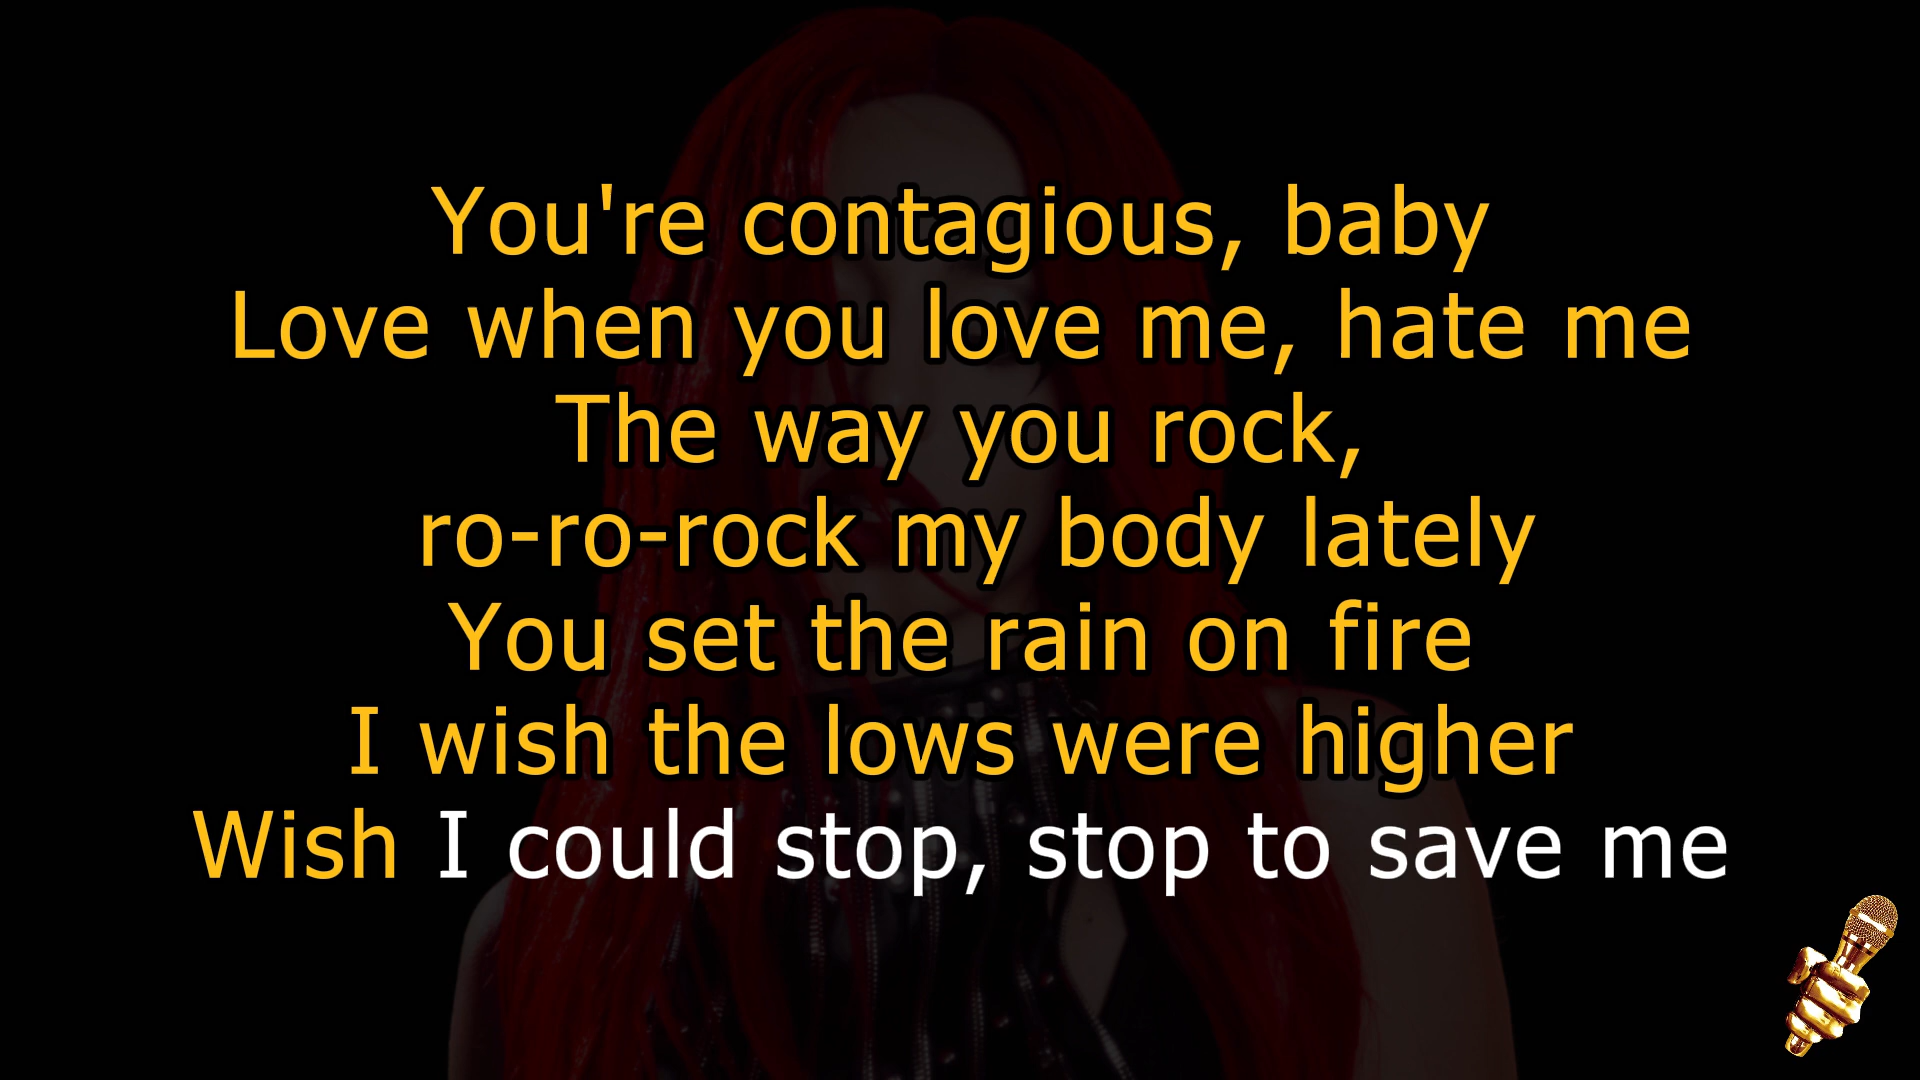 You're contagious, baby
Love when you love me, hate me
The way you rock,
ro-ro-rock my body lately
You set the rain on fire
I wish the lows were higher
Wish I could stop, stop to save me